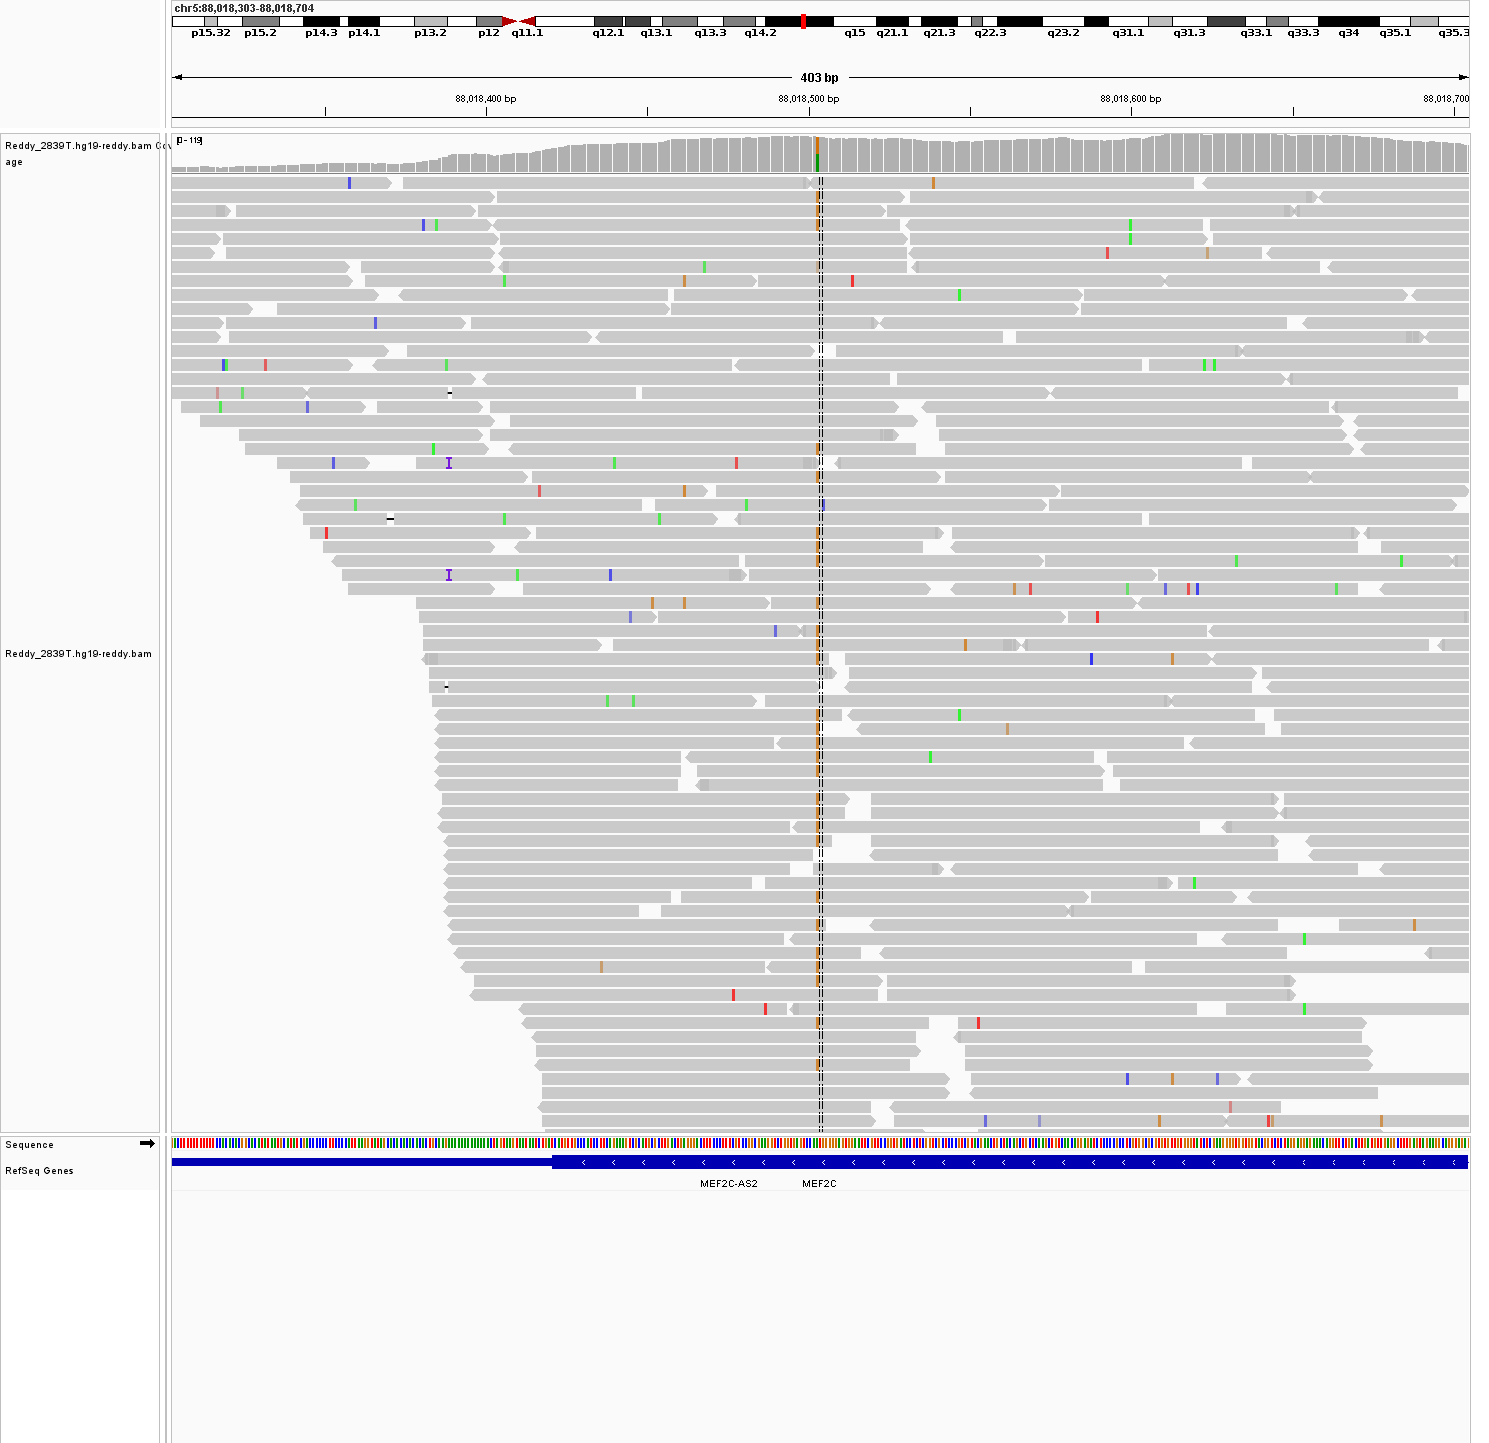 chr5:88,018,303-88,018,704
p15.32 p15.2 p14.3 p14.1 p13.2 p12 q11.1 q12.1 q13.1 q13.3 q14.2 q15 q21.1 q21.3 q22.3 q23.2 q31.1 q31.3 q33.1 q33.3 q34 q35.1 q35.3
403 bp
88,018,400 bp 88,018,500 bp 88,018,600 bp 88,018,700
Reddy_2839T.hg19-reddy.bam Cov
age
[0 - 119]
Reddy_2839T.hg19-reddy.bam
Sequence
RefSeq Genes
MEF2C-AS2 MEF2C